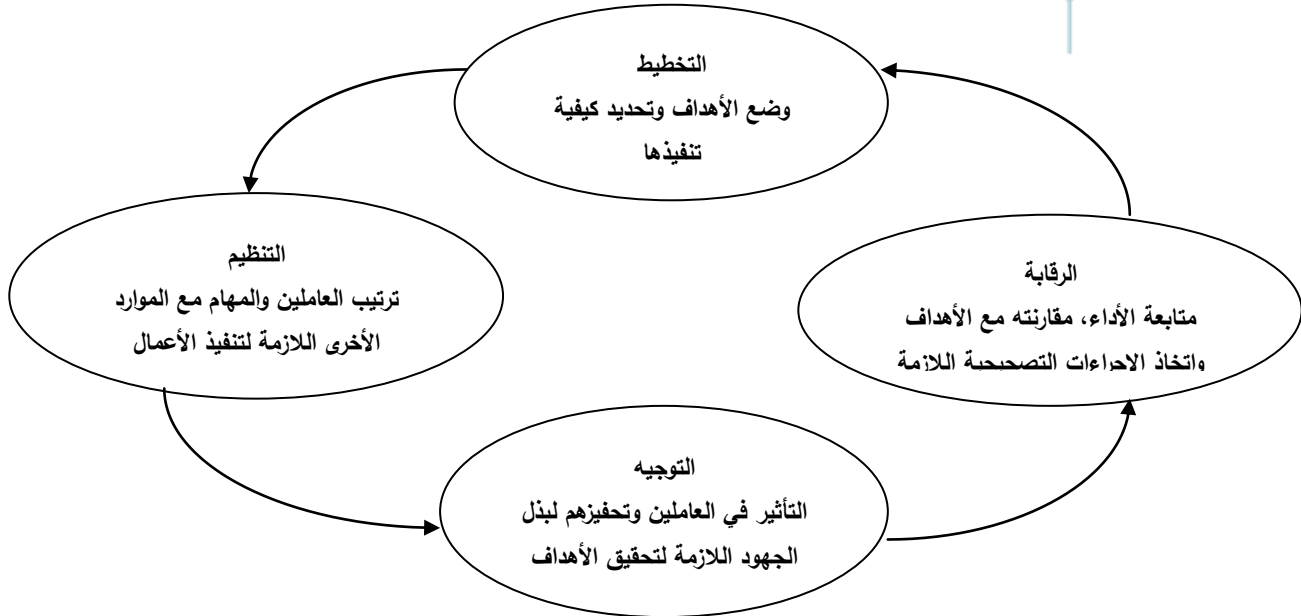 التخطيط
وضع الأهداف وتحديد كيفية
تنفيذها
التنظيم
ترتيب العاملين والمهام مع الموارد
الأخرى اللازمة لتنفيذ الأعمال
الرقابة
متابعة الأداء، مقارنته مع الأهداف
واتخاذ الاجراءات التصحيحية اللازمة
التوجيه
التأثير في العاملين وتحفيزهم لبذل
الجهود اللازمة لتحقيق الأهداف